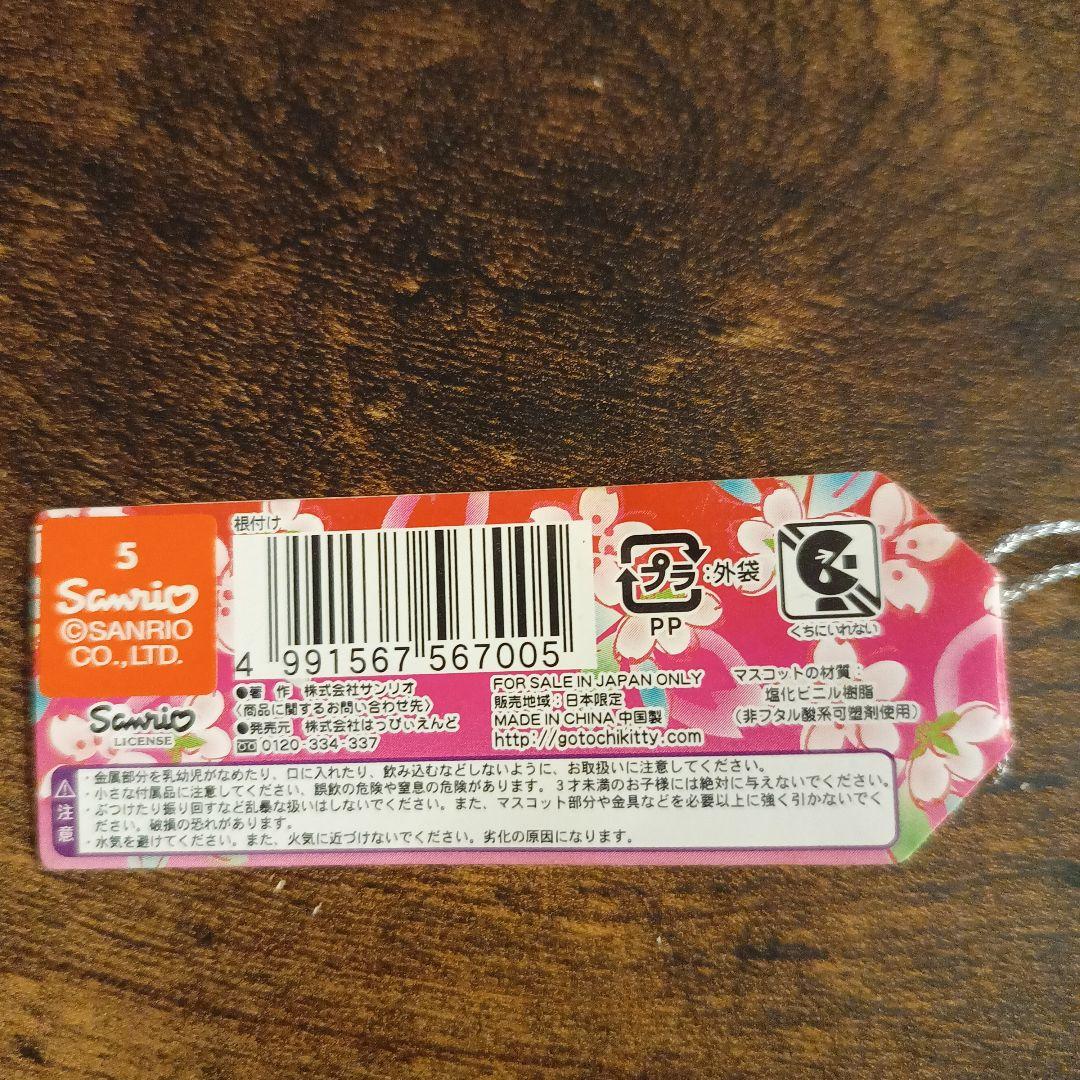 5
Sanrio
©SANRIO
CO.,LTD.
Sanrio
LICENSE
根付け
4 991567 567005
プラ:外袋
PP
くちにいれない
●著 作 株式会社サンリオ
〈商品に関するお問い合わせ先〉
●発売元 株式会社はっぴいえんど
0120-334-337
FOR SALE IN JAPAN ONLY
販売地域:日本限定
MADE IN CHINA 中国製
http://gotochikitty.com
マスコットの材質:
塩化ビニル樹脂
(非フタル酸系可塑剤使用)
注意
・金属部分を乳幼児がなめたり、口に入れたり、飲み込むなどしないように、お取扱いに注意してください。
・小さな付属品に注意してください、誤飲の危険や窒息の危険があります。3才未満のお子様には絶対に与えないでください。
・ぶつけたり振り回すなど乱暴な扱いはしないでください。また、マスコット部分や金具などを必要以上に強く引かないでく
ださい。破損の恐れがあります。
・水気を避けてください。また、火気に近づけないでください。劣化の原因になります。